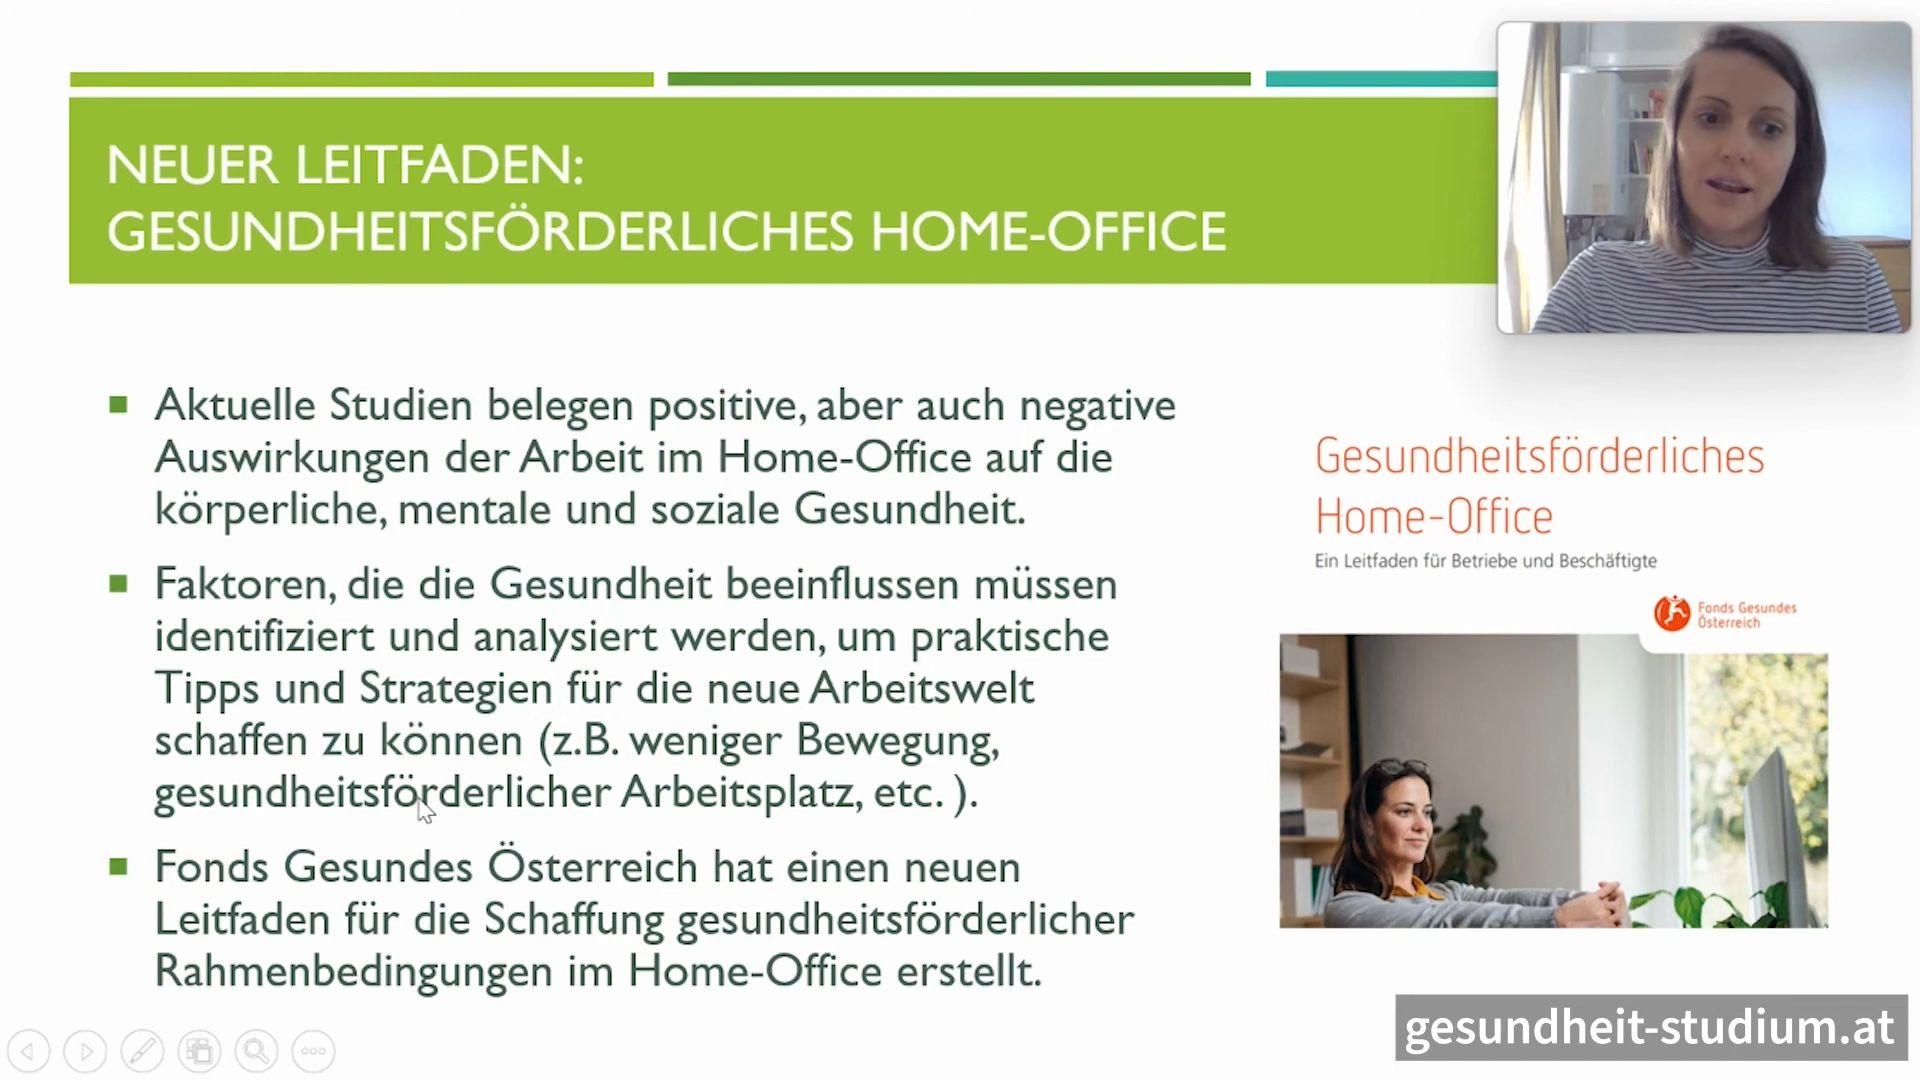 NEUER LEITFADEN:
GESUNDHEITSFÖRDERLICHES HOME-OFFICE
Aktuelle Studien belegen positive, aber auch negative
Auswirkungen der Arbeit im Home-Office auf die
körperliche, mentale und soziale Gesundheit.
Faktoren, die die Gesundheit beeinflussen müssen
identifiziert und analysiert werden, um praktische
Tipps und Strategien für die neue Arbeitswelt
schaffen zu können (z.B. weniger Bewegung,
gesundheitsförderlicher Arbeitsplatz, etc. ).
Fonds Gesundes Österreich hat einen neuen
Leitfaden für die Schaffung gesundheitsförderlicher
Rahmenbedingungen im Home-Office erstellt.
Gesundheitsförderliches
Home-Office
Ein Leitfaden für Betriebe und Beschäftigte
Fonds Gesundes
Österreich
gesundheit-studium.at